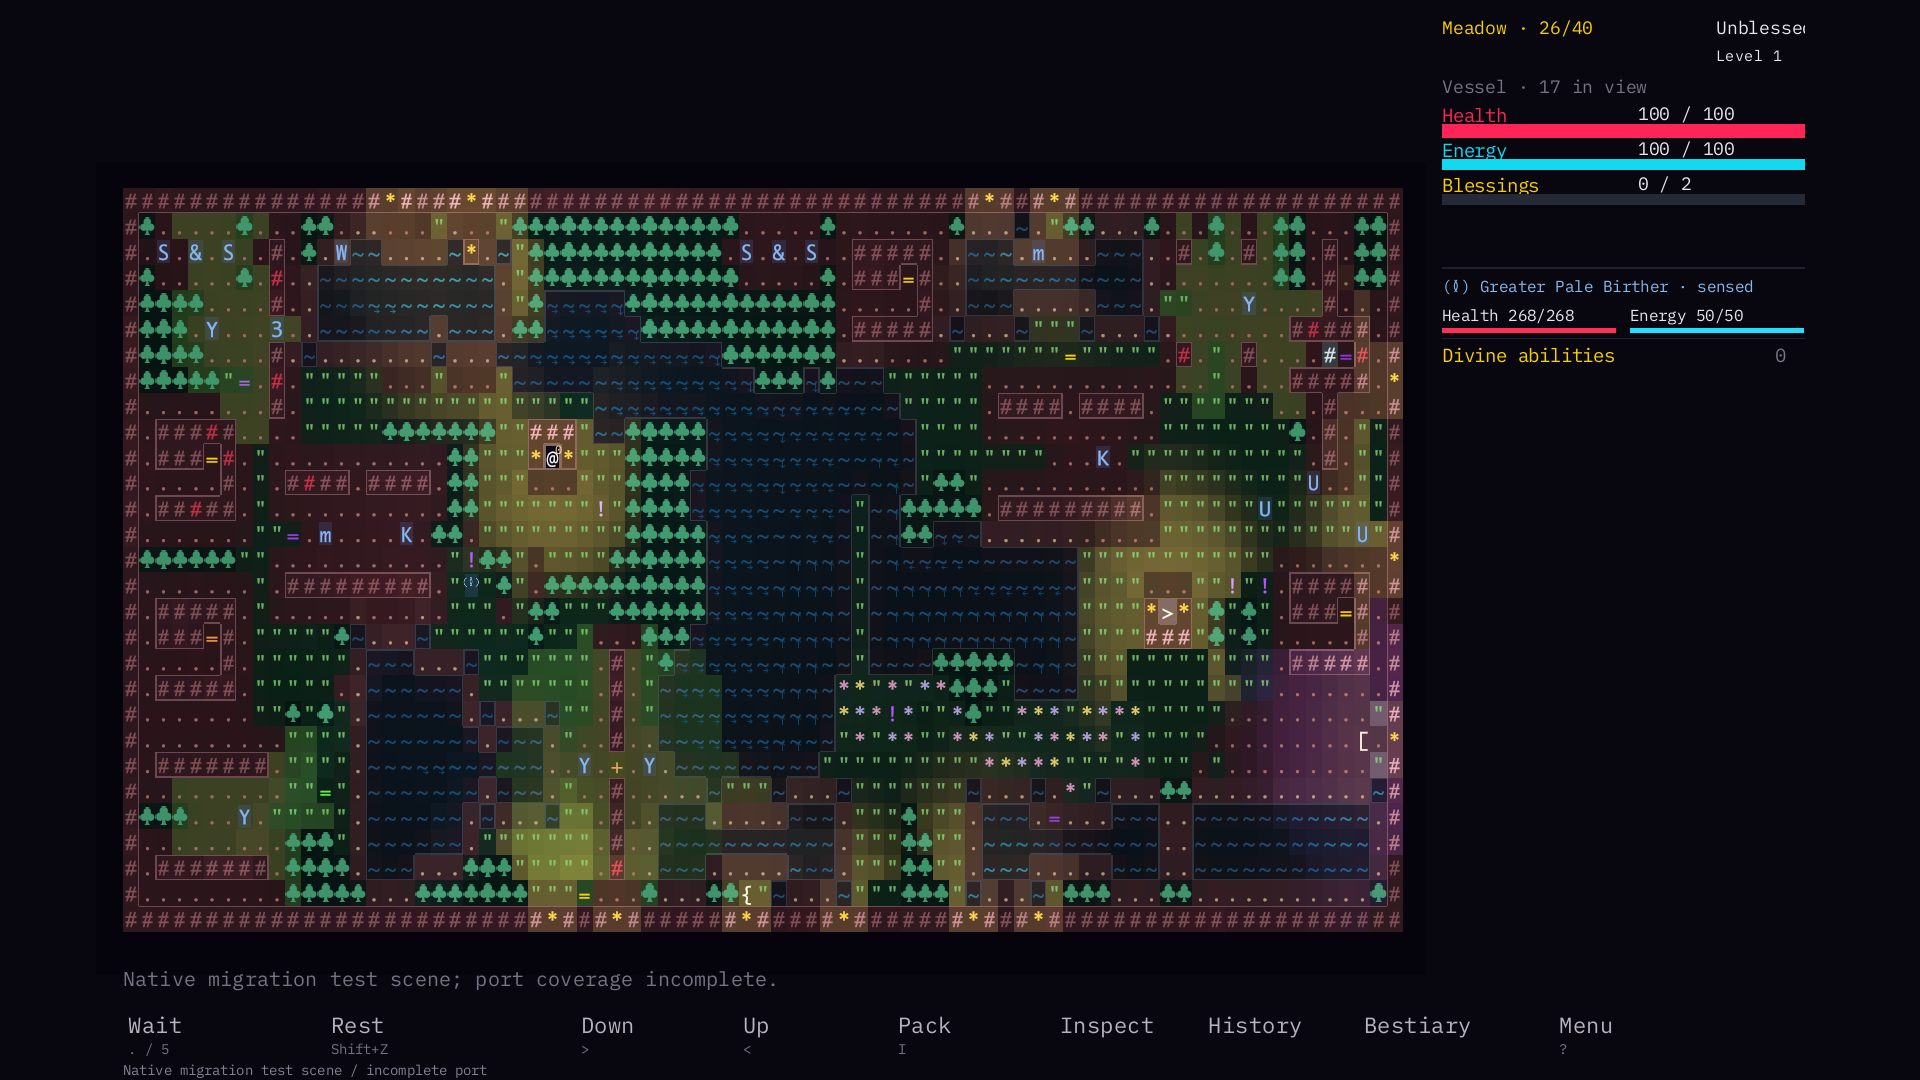 Meadow · 26/40
Unblessed
Level 1
Vessel · 17 in view
Health 100 / 100
Energy 100 / 100
Blessings 0 / 2
Greater Pale Birther · sensed
Health 268/268 Energy 50/50
Divine abilities 0
Native migration test scene; port coverage incomplete.
Wait Rest Down Up Pack Inspect History Bestiary Menu
. / 5 Shift+Z > < I ?
Native migration test scene / incomplete port